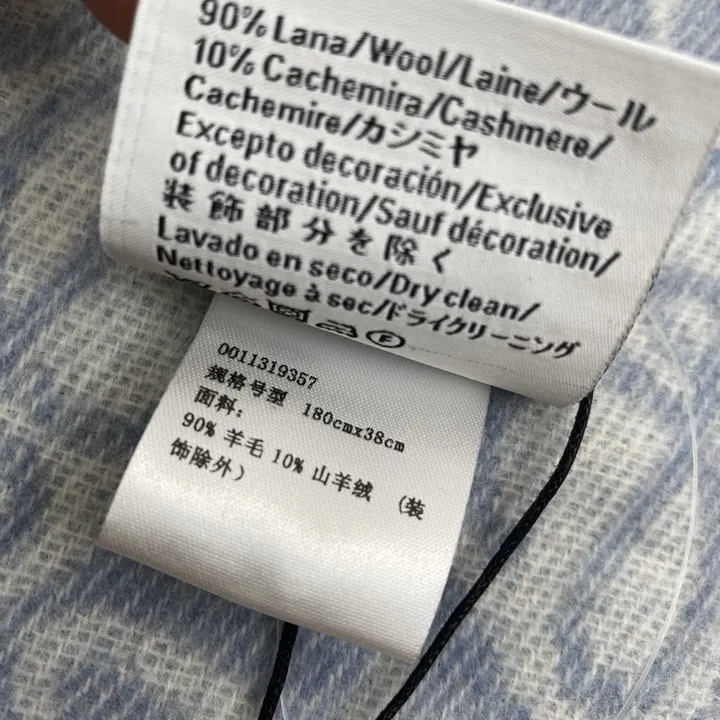 90% Lana/Wool/Laine/ウール
10% Cachemira/Cashmere/
Cachemire/カシミヤ
Excepto decoración/Exclusive
of decoration/Sauf décoration/
装飾部分を除く
Lavado en seco/Dry clean/
Nettoyage à sec/ドライクリーニング
F
0011319357
规格号型 180cmx38cm
面料:
90% 羊毛 10% 山羊绒 (装
饰除外)